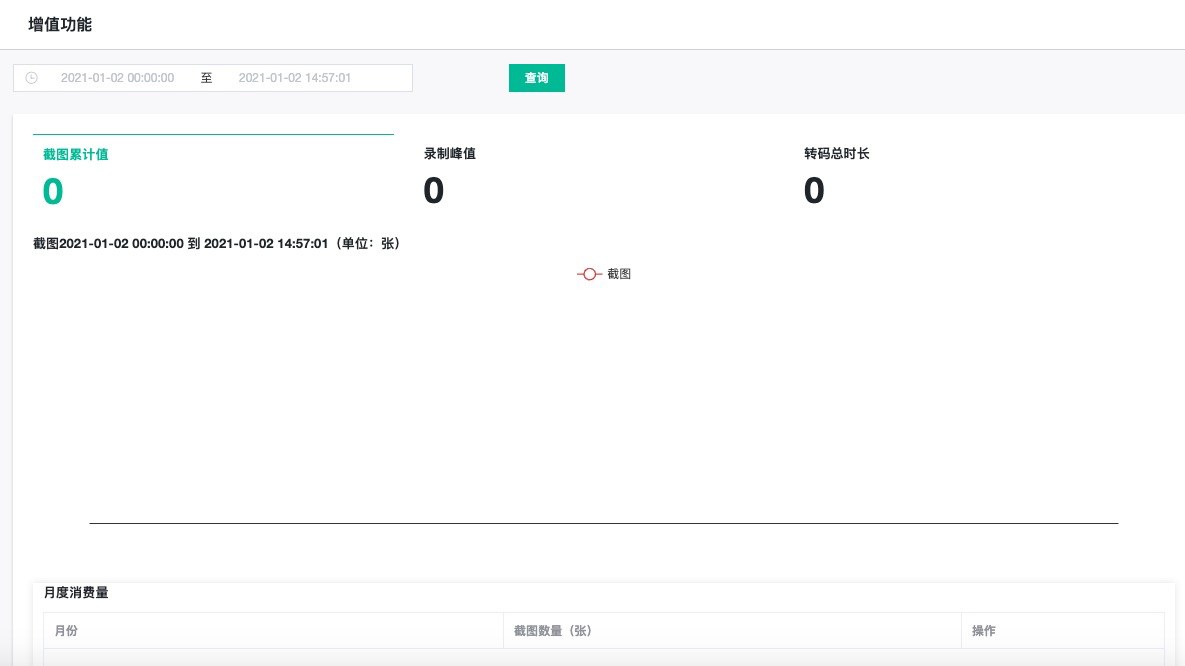 增值功能
2021-01-02 00:00:00 至 2021-01-02 14:57:01 查询
截图累计值 录制峰值 转码总时长
0 0 0
截图2021-01-02 00:00:00 到 2021-01-02 14:57:01（单位：张）
截图
月度消费量
月份 截图数量（张） 操作